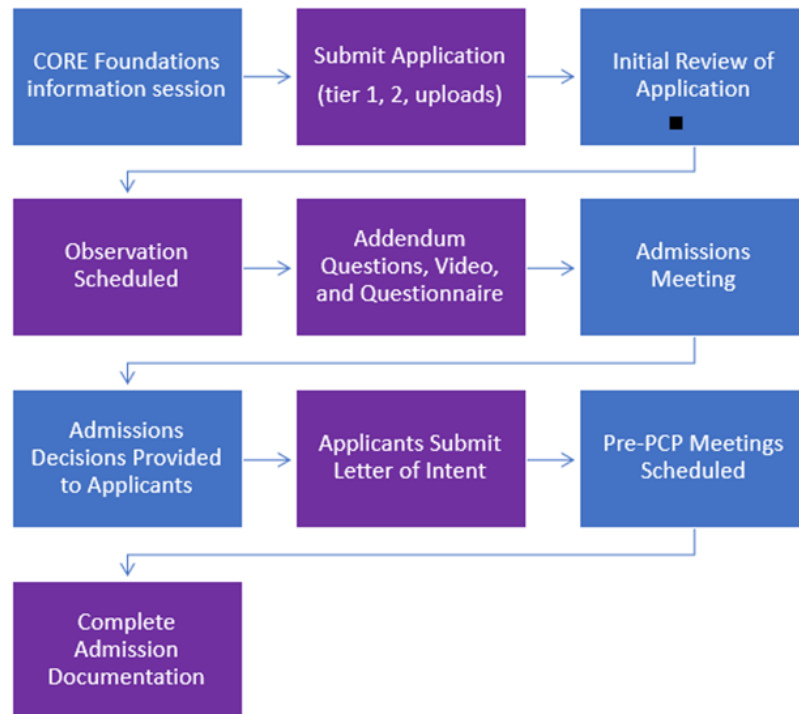 CORE Foundations
information session
Submit Application
(tier 1, 2, uploads)
Initial Review of
Application
Observation
Scheduled
Addendum
Questions, Video,
and Questionnaire
Admissions
Meeting
Admissions
Decisions Provided
to Applicants
Applicants Submit
Letter of Intent
Pre-PCP Meetings
Scheduled
Complete
Admission
Documentation